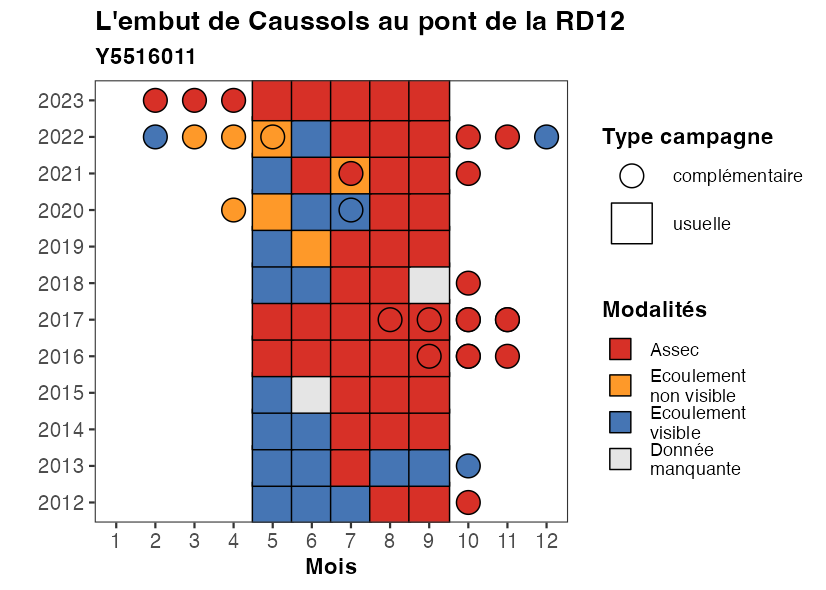 L'embut de Caussols au pont de la RD12
Y5516011
2023
2022
2021
2020
2019
2018
2017
2016
2015
2014
2013
2012
1 2 3 4 5 6 7 8 9 10 11 12
Mois
Type campagne
complémentaire
usuelle
Modalités
Assec
Ecoulement
non visible
Ecoulement
visible
Donnée
manquante